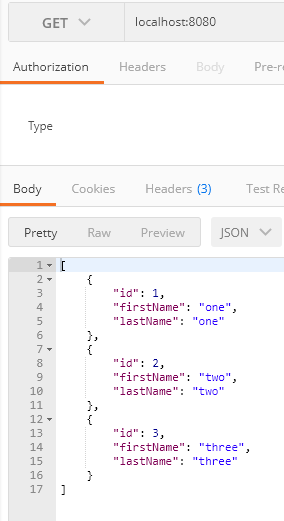 GET localhost:8080
Authorization Headers Body Pre-r
Type
Body Cookies Headers (3) Test Re
Pretty Raw Preview JSON
1 [
2 {
3 "id": 1,
4 "firstName": "one",
5 "lastName": "one"
6 },
7 {
8 "id": 2,
9 "firstName": "two",
10 "lastName": "two"
11 },
12 {
13 "id": 3,
14 "firstName": "three",
15 "lastName": "three"
16 }
17 ]